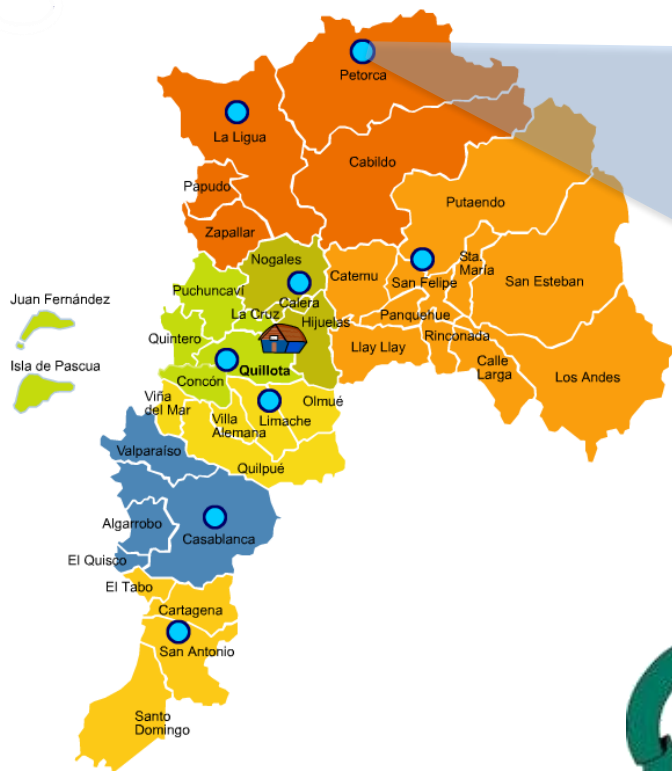 Petorca
La Ligua
Cabildo
Papudo
Putaendo
Zapallar
Nogales
Catemu
San Felipe
Sta.
María
San Esteban
Puchuncaví
Calera
Juan Fernández
La Cruz
Hijuelas
Panquehue
Quintero
Rinconada
Llay Llay
Isla de Pascua
Quillota
Calle
Larga
Los Andes
Concón
Viña
del Mar
Olmué
Villa
Alemana
Limache
Valparaíso
Quilpué
Algarrobo
Casablanca
El Quisco
El Tabo
Cartagena
San Antonio
Santo
Domingo